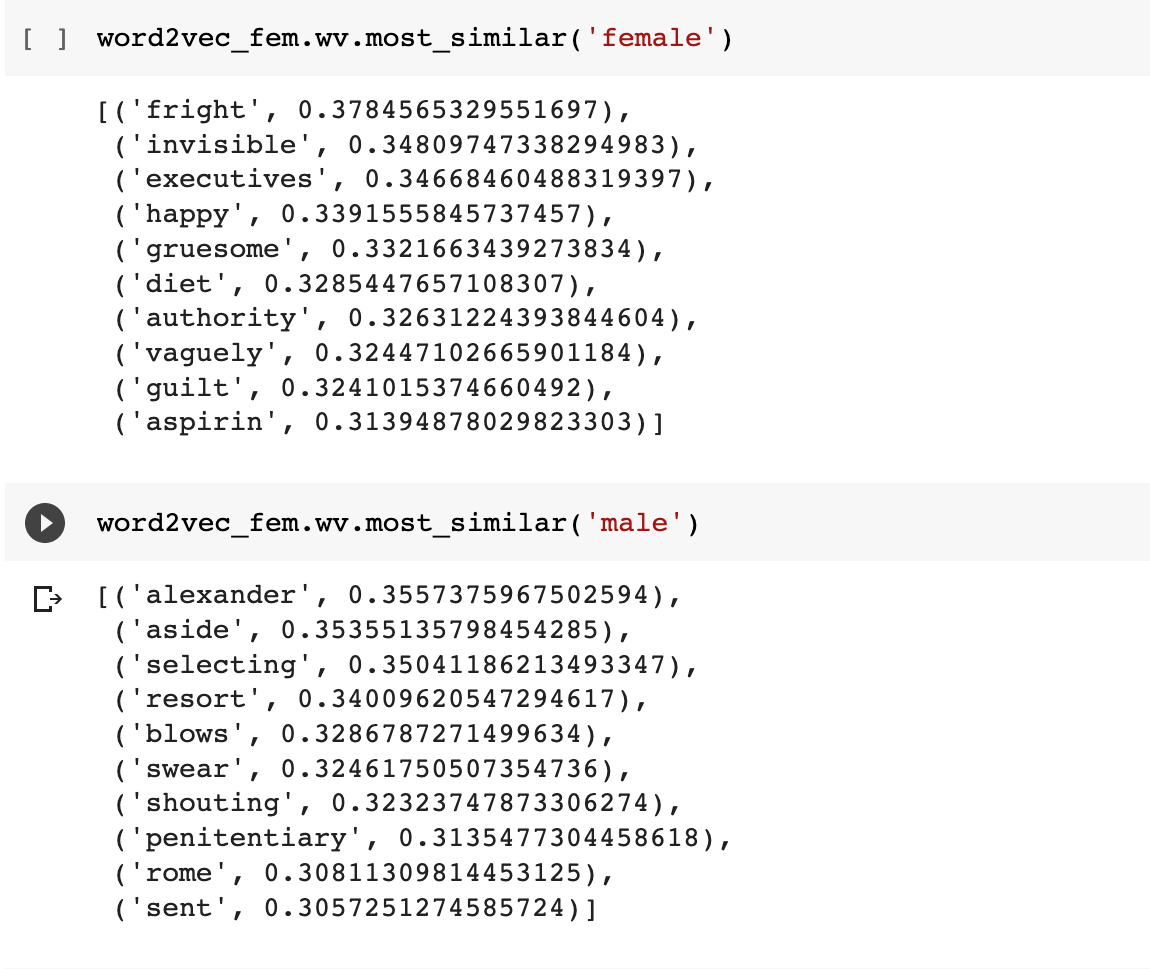 [ ] word2vec_fem.wv.most_similar('female')
[('fright', 0.3784565329551697),
('invisible', 0.34809747338294983),
('executives', 0.34668460488319397),
('happy', 0.3391555845737457),
('gruesome', 0.3321663439273834),
('diet', 0.3285447657108307),
('authority', 0.32631224393844604),
('vaguely', 0.32447102665901184),
('guilt', 0.3241015374660492),
('aspirin', 0.31394878029823303)]
word2vec_fem.wv.most_similar('male')
[('alexander', 0.3557375967502594),
('aside', 0.35355135798454285),
('selecting', 0.35041186213493347),
('resort', 0.34009620547294617),
('blows', 0.3286787271499634),
('swear', 0.32461750507354736),
('shouting', 0.32323747873306274),
('penitentiary', 0.3135477304458618),
('rome', 0.30811309814453125),
('sent', 0.3057251274585724)]